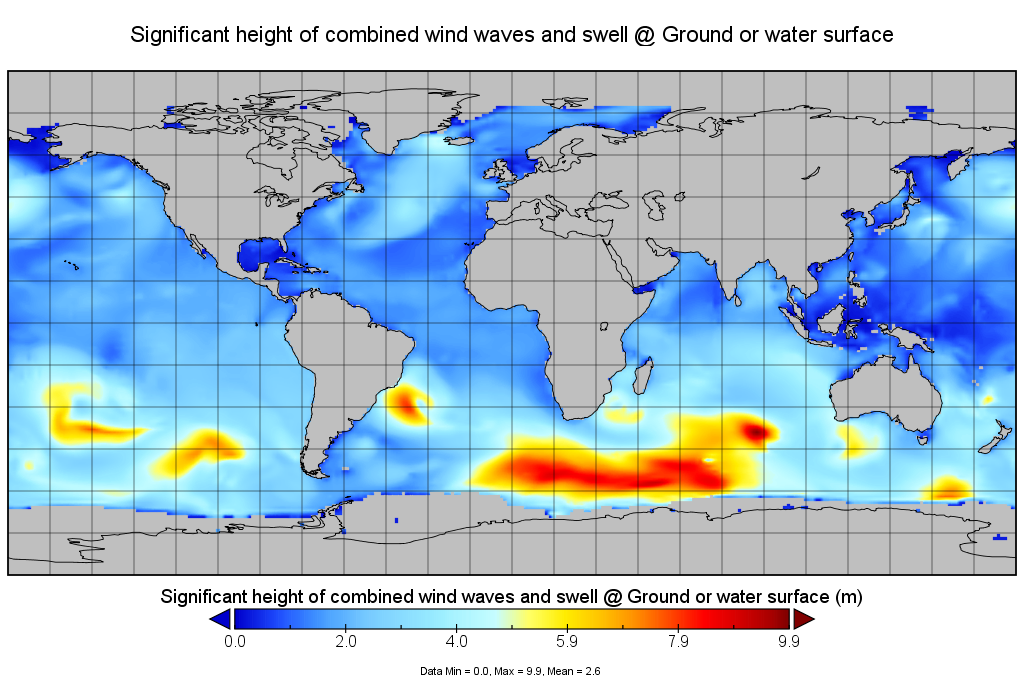 Significant height of combined wind waves and swell @ Ground or water surface
Significant height of combined wind waves and swell @ Ground or water surface (m)
0.0 2.0 4.0 5.9 7.9 9.9
Data Min = 0.0, Max = 9.9, Mean = 2.6